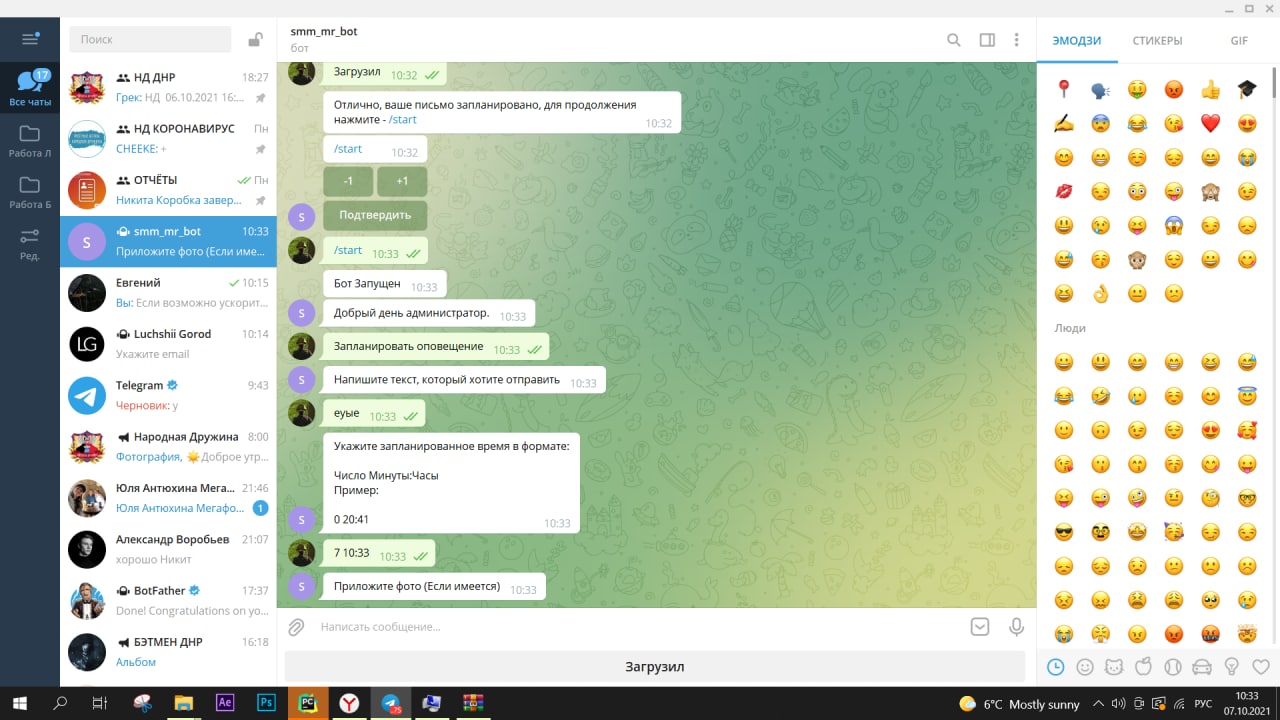 Поиск
17
Все чаты
Работа Л
Работа Б
Ред.
НД ДНР 18:27
Грек: НД 06.10.2021 16:...
НД КОРОНАВИРУС Пн
CHEEKE: +
ОТЧЁТЫ Пн
Никита Коробка завер...
S
smm_mr_bot 10:33
Приложите фото (Если име...
Евгений 10:15
Вы: Если возможно ускорит...
LG
Luchshii Gorod 10:14
Укажите email
Telegram 9:43
Черновик: у
Народная Дружина 8:00
Фотография, ☀️Доброе утр...
Юля Антюхина Мега... 21:46
Юля Антюхина Мегафо... 1
Александр Воробьев 21:07
хорошо Никит
BotFather 17:37
Done! Congratulations on yo...
БЭТМЕН ДНР 16:18
Альбом
smm_mr_bot
бот
Загрузил 10:32
Отлично, ваше письмо запланировано, для продолжения
нажмите - /start 10:32
/start 10:32
-1 +1
S
Подтвердить
/start 10:33
Бот Запущен 10:33
S
Добрый день администратор. 10:33
Запланировать оповещение 10:33
S
Напишите текст, который хотите отправить 10:33
еуые 10:33
Укажите запланированное время в формате:
Число Минуты:Часы
Пример:
S
0 20:41 10:33
7 10:33 10:33
S
Приложите фото (Если имеется) 10:33
Написать сообщение...
Загрузил
ЭМОДЗИ СТИКЕРЫ GIF
Люди
Ae
Ps
PC
75
6°C Mostly sunny
РУС
10:33
07.10.2021